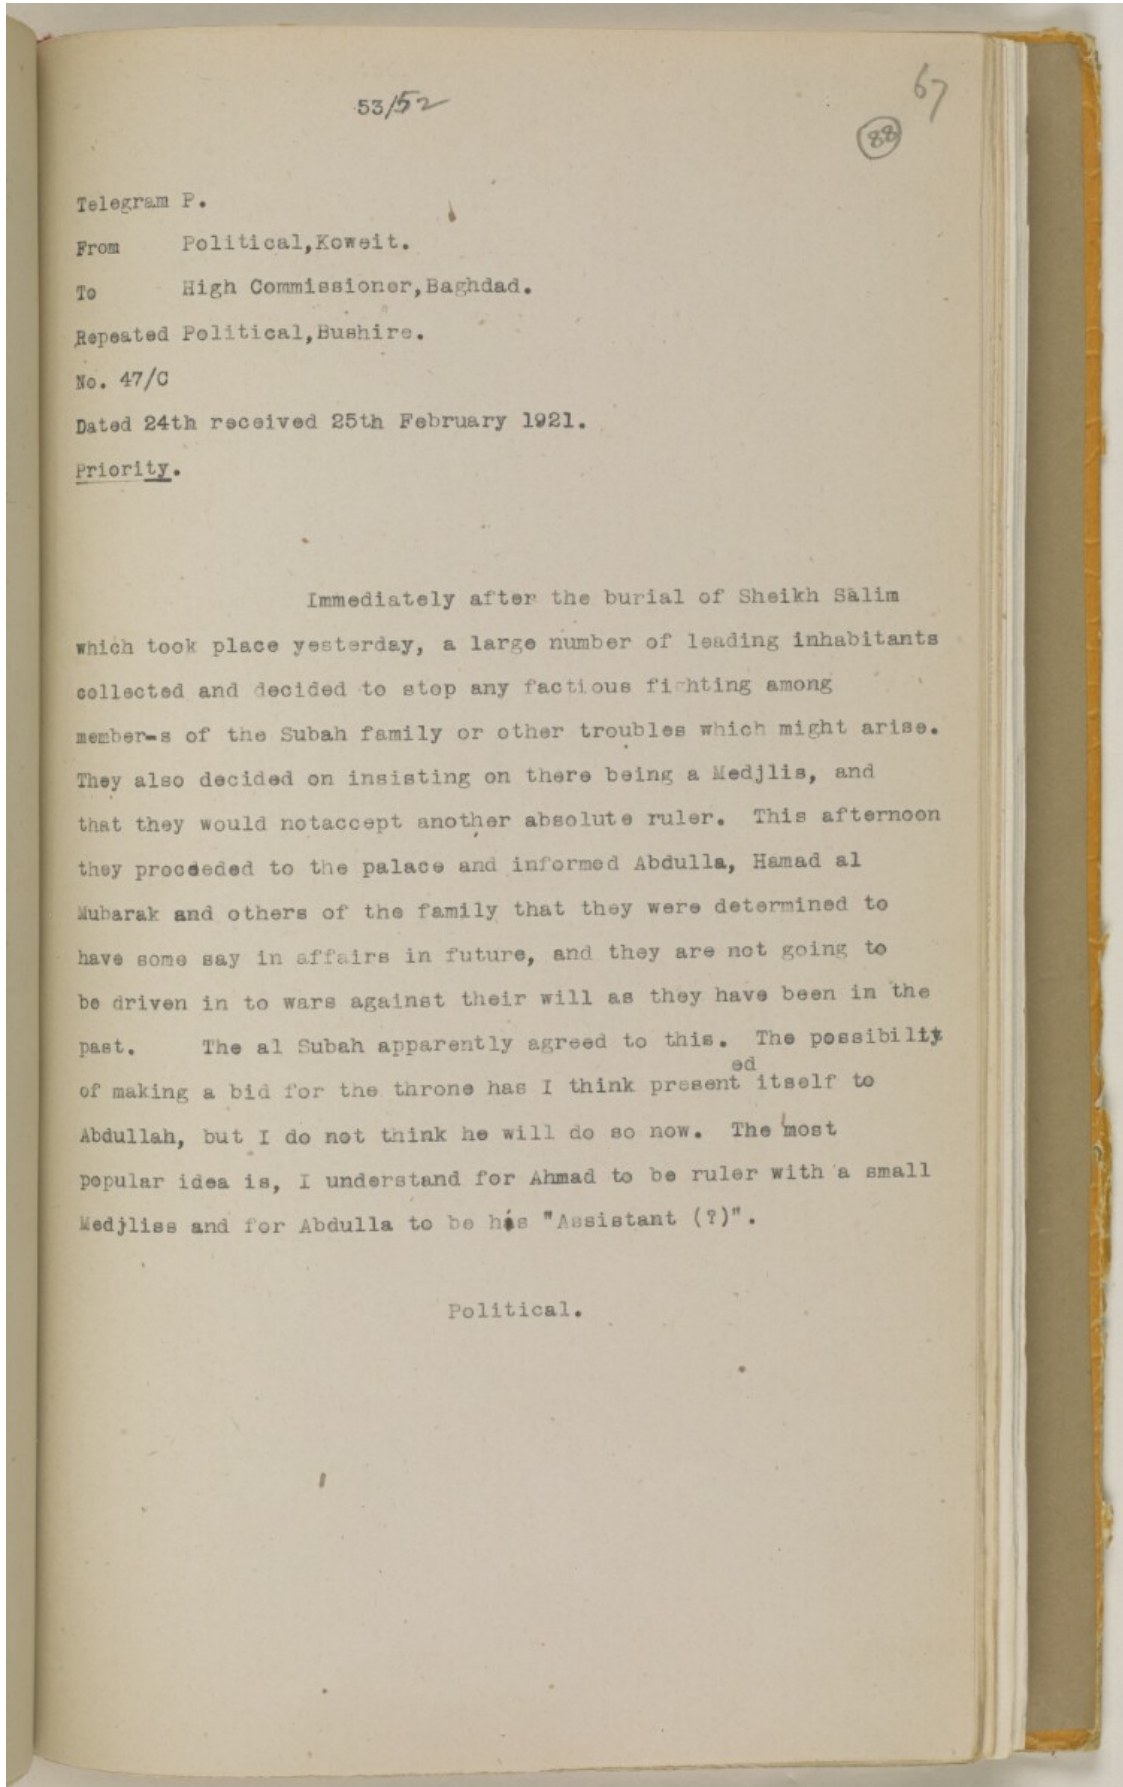 67
53/52
88
Telegram P.
From Political,Koweit.
To High Commissioner,Baghdad.
Repeated Political,Bushire.
No. 47/C
Dated 24th received 25th February 1921.
Priority.
Immediately after the burial of Sheikh Salim
which took place yesterday, a large number of leading inhabitants
collected and decided to stop any factious fighting among
member-s of the Subah family or other troubles which might arise.
They also decided on insisting on there being a Medjlis, and
that they would notaccept another absolute ruler. This afternoon
they proceeded to the palace and informed Abdulla, Hamad al
Mubarak and others of the family that they were determined to
have some say in affairs in future, and they are not going to
be driven in to wars against their will as they have been in the
past. The al Subah apparently agreed to this. The possibilty
of making a bid for the throne has I think presented itself to
Abdullah, but I do not think he will do so now. The most
popular idea is, I understand for Ahmad to be ruler with a small
Medjliss and for Abdulla to be his "Assistant (?)".
Political.